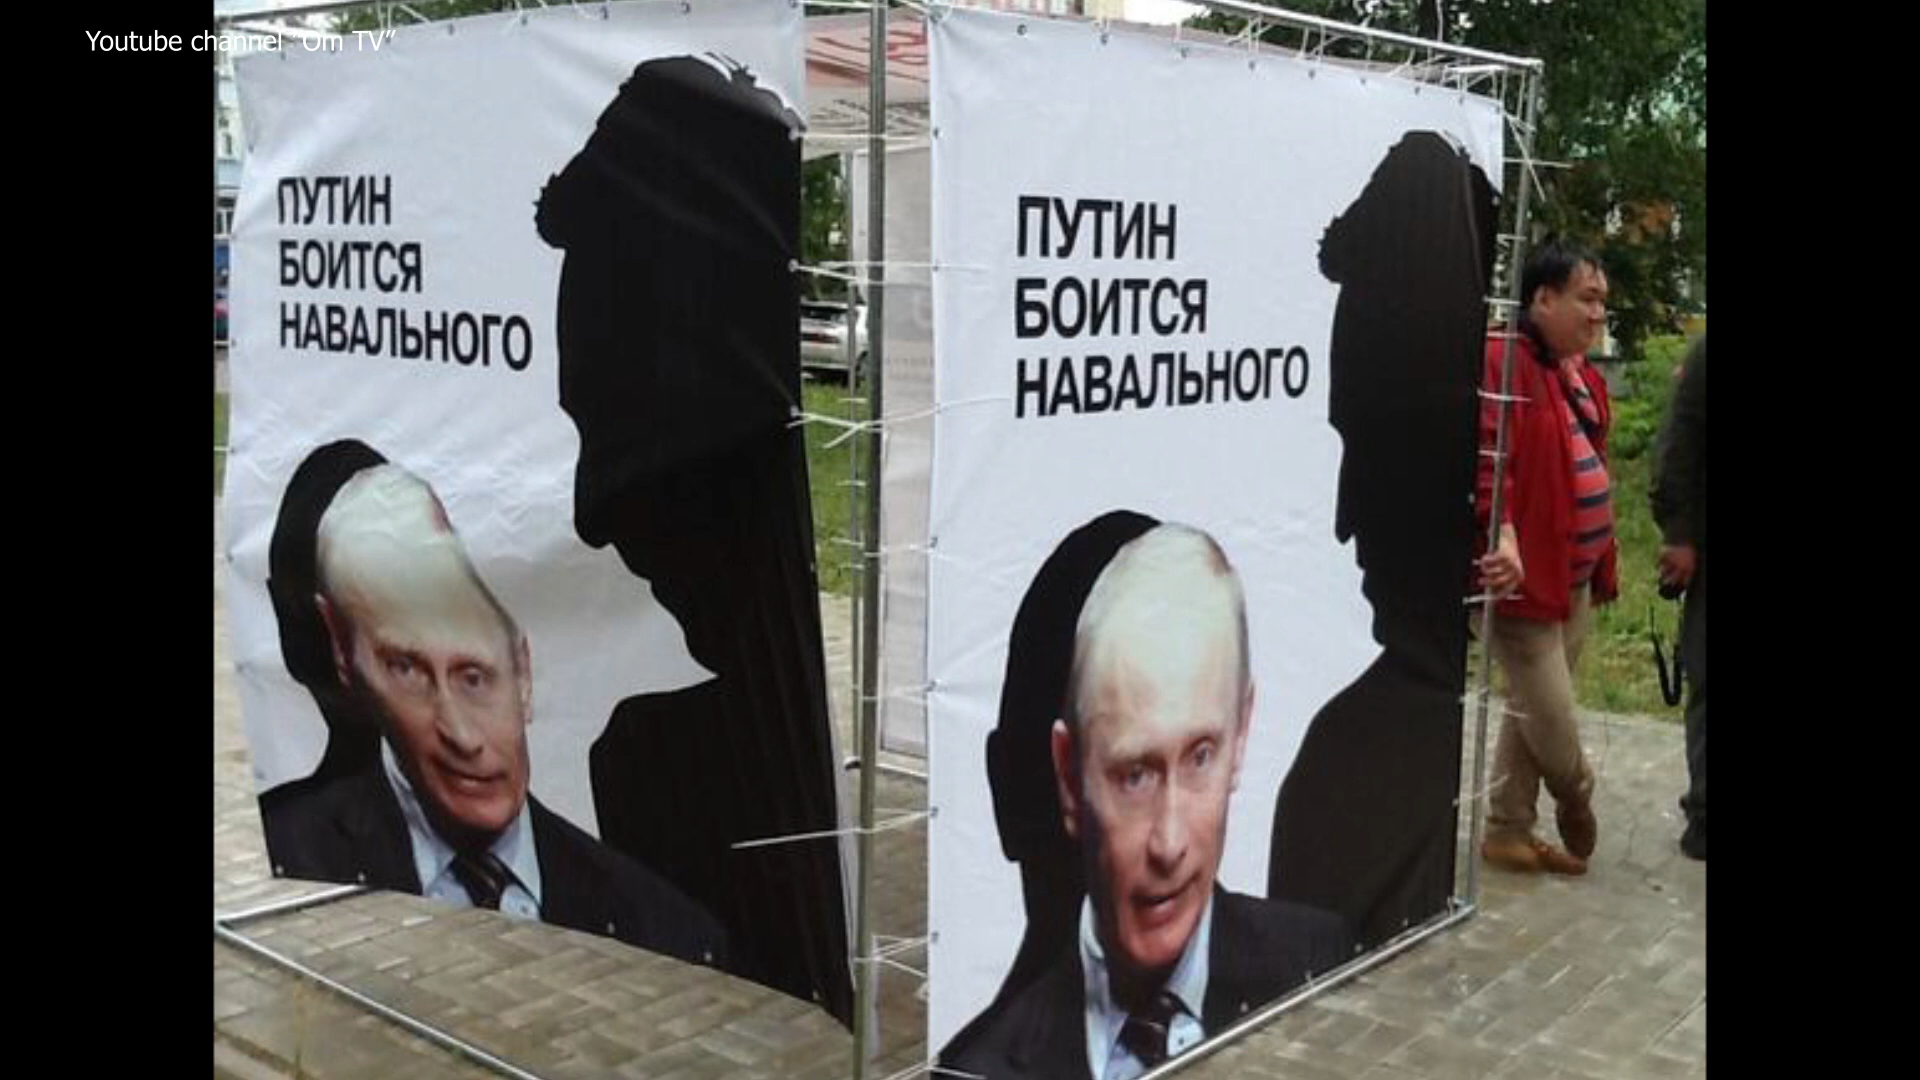 Youtube channel “Om TV”
ПУТИН
БОИТСЯ
НАВАЛЬНОГО
ПУТИН
БОИТСЯ
НАВАЛЬНОГО